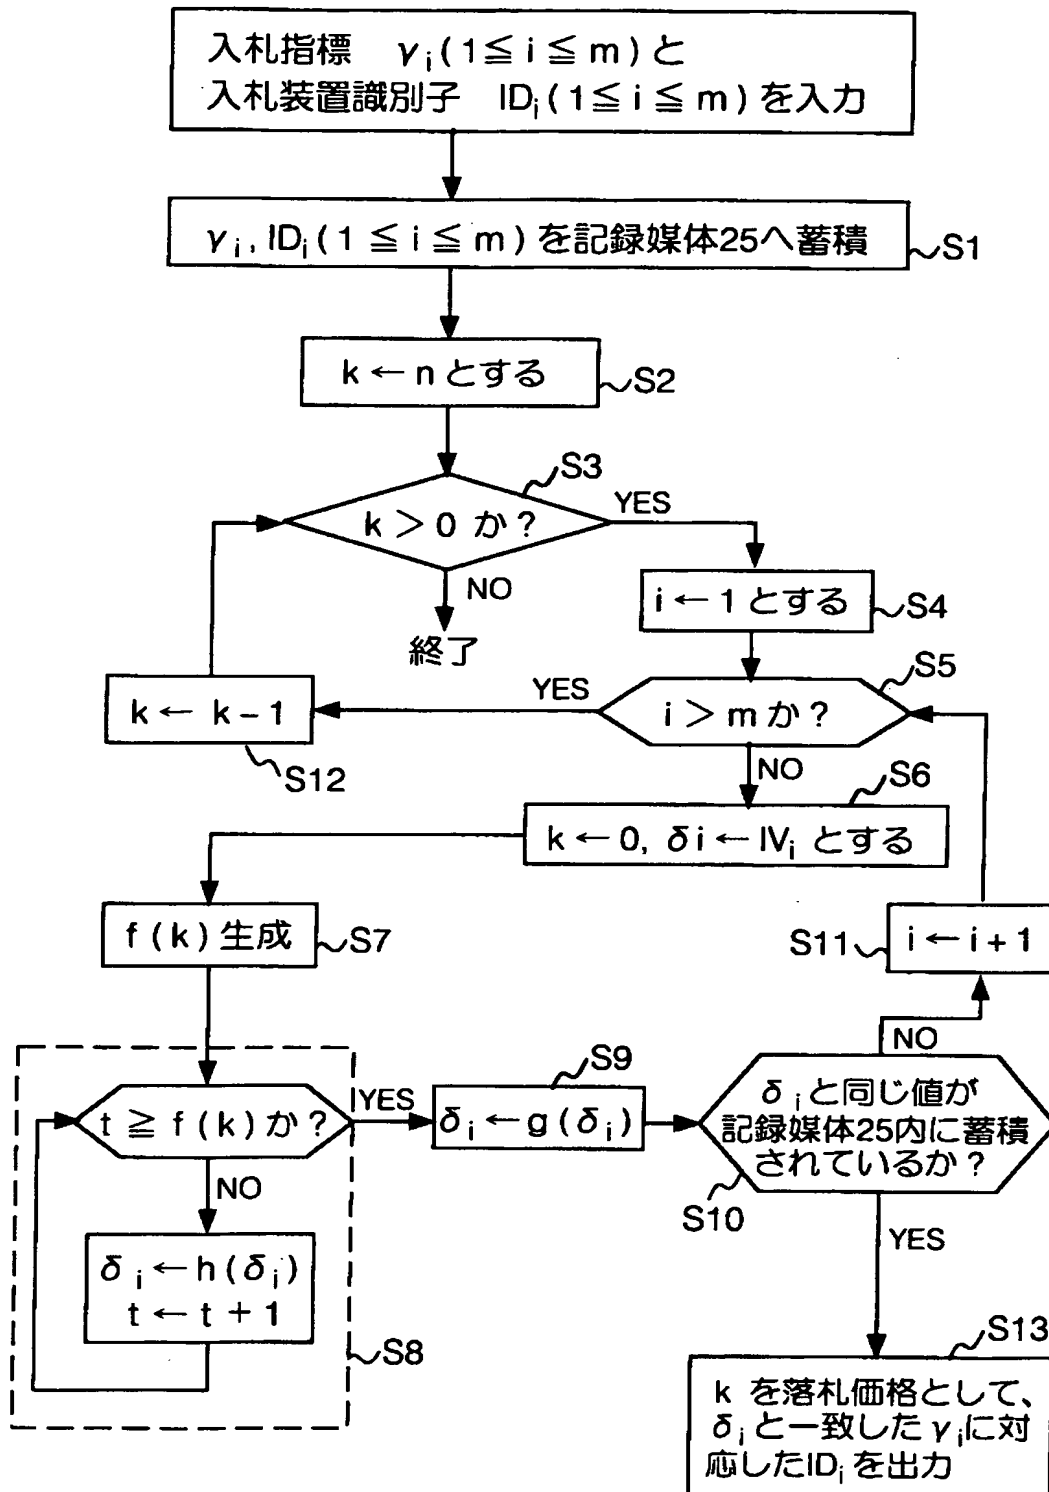 入札指標 γi(1≦i≦m)と
入札装置識別子 IDi(1≦i≦m)を入力
γi, IDi(1≦i≦m)を記録媒体25へ蓄積
S1
k←nとする
S2
S3
k>0か?
YES
NO
終了
i←1とする
S4
S5
i>mか?
YES
NO
k←k-1
S12
S6
k←0, δi←IViとする
f(k)生成
S7
S11
i←i+1
t≧f(k)か?
YES
NO
δi←h(δi)
t←t+1
S8
S9
δi←g(δi)
NO
δiと同じ値が
記録媒体25内に蓄積
されているか?
S10
YES
S13
kを落札価格として、
δiと一致したγiに対
応したIDiを出力